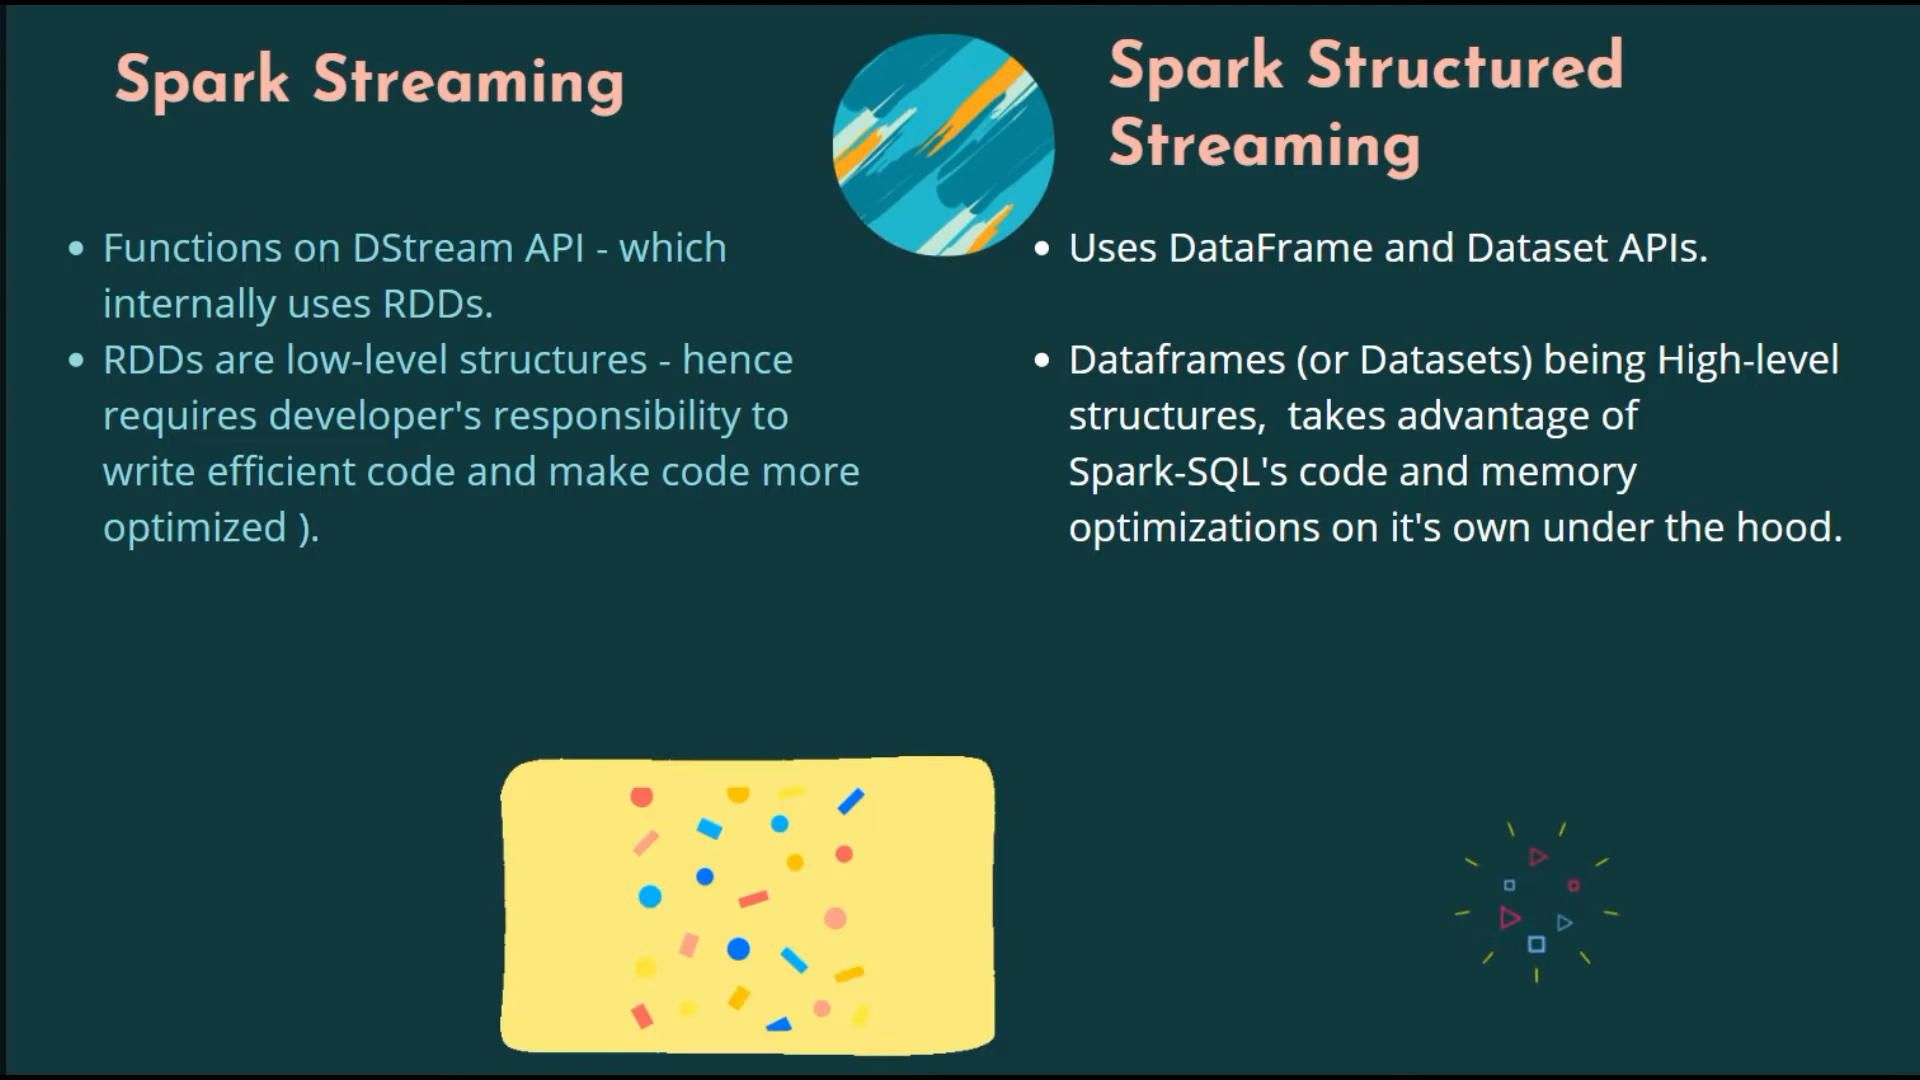 Spark Streaming
• Functions on DStream API - which
internally uses RDDs.
• RDDs are low-level structures - hence
requires developer's responsibility to
write efficient code and make code more
optimized ).
Spark Structured
Streaming
• Uses DataFrame and Dataset APIs.
• Dataframes (or Datasets) being High-level
structures,  takes advantage of
Spark-SQL's code and memory
optimizations on it's own under the hood.